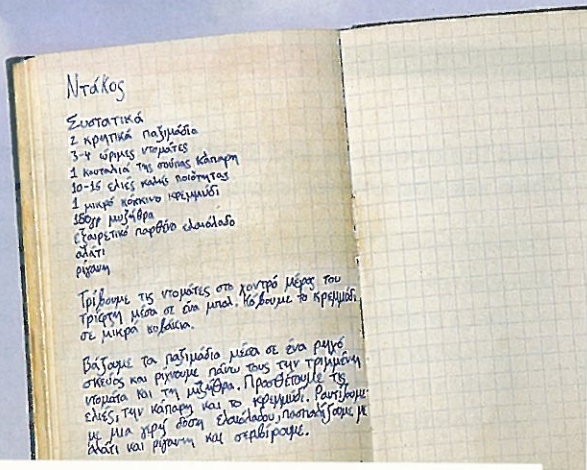 Ντάκος
Συστατικά
2 κρητικά παξιμάδια
3-4 ώριμες ντομάτες
1 κουταλιά της σούπας κάπαρη
10-15 ελιές καλής ποιότητας
1 μικρό κόκκινο κρεμμύδι
150γρ μυζήθρα
εξαιρετικό παρθένο ελαιόλαδο
αλάτι
ρίγανη
Τρίβουμε τις ντομάτες στο χοντρό μέρος του
τρίφτη μέσα σε ένα μπολ. Κόβουμε το κρεμμύδι
σε μικρά κυβάκια.
Βάζουμε τα παξιμάδια μέσα σε ένα ρηχό
σκεύος και ρίχνουμε πάνω τους την τριμμένη
ντομάτα και τη μυζήθρα. Προσθέτουμε τις
ελιές, την κάπαρη και το κρεμμύδι. Ραντίζουμε
με μια γερή δόση ελαιόλαδου, πασπαλίζουμε με
αλάτι και ρίγανη και σερβίρουμε.